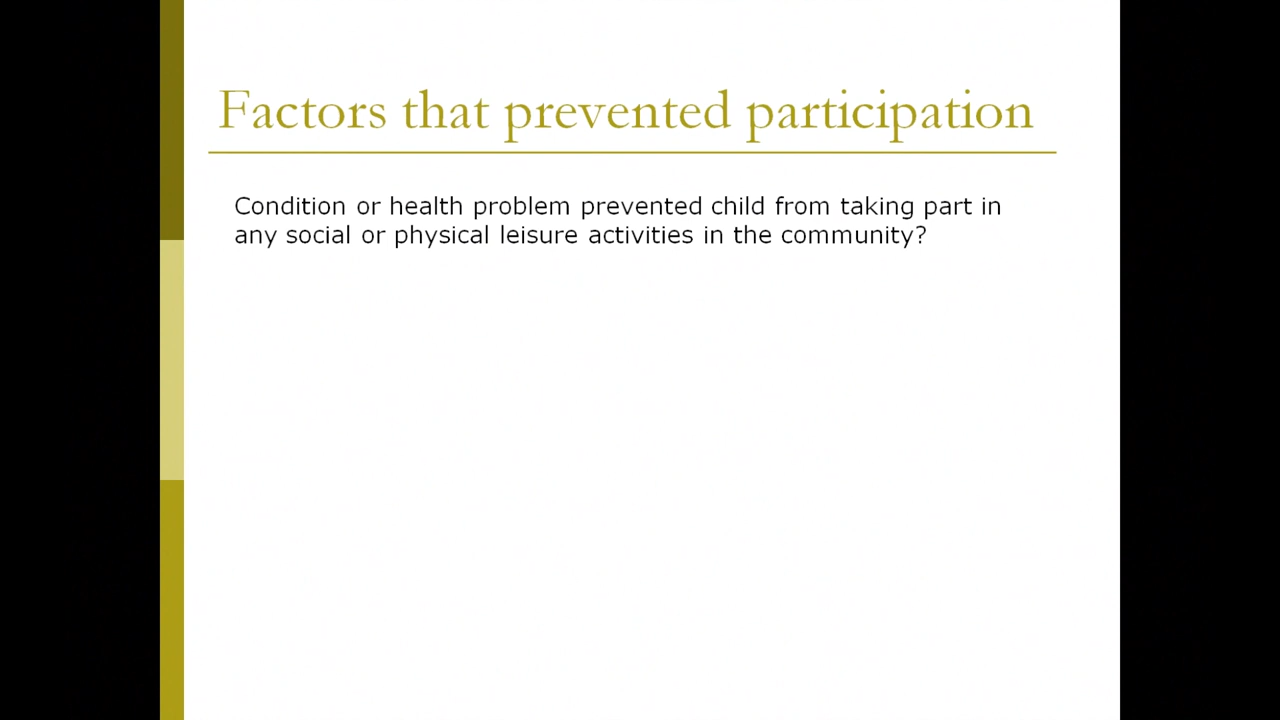 Factors that prevented participation
Condition or health problem prevented child from taking part in
any social or physical leisure activities in the community?